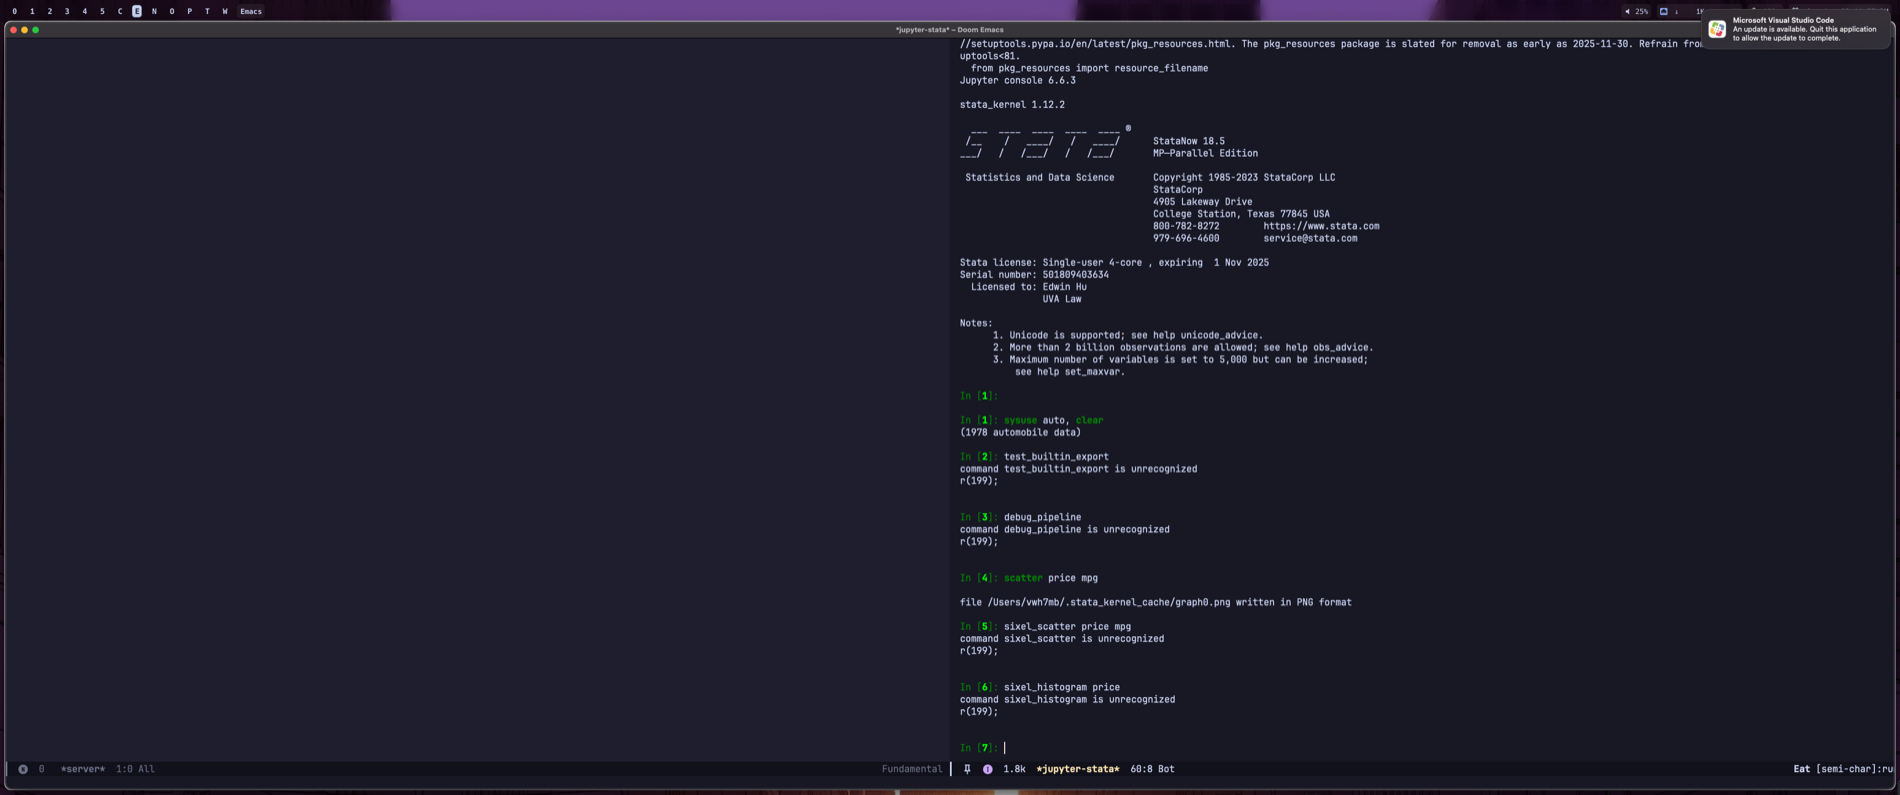 0 1 2 3 4 5 C E N O P T W Emacs
25% ↓
Microsoft Visual Studio Code
An update is available. Quit this application
to allow the update to complete.
*jupyter-stata* – Doom Emacs
//setuptools.pypa.io/en/latest/pkg_resources.html. The pkg_resources package is slated for removal as early as 2025-11-30. Refrain
uptools<81.
from pkg_resources import resource_filename
Jupyter console 6.6.3
stata_kernel 1.12.2
___  ____  ____  ____  ____ ®
/__    /   ____/   /   ____/      StataNow 18.5
___/   /   /___/   /   /___/       MP—Parallel Edition
Statistics and Data Science       Copyright 1985-2023 StataCorp LLC
StataCorp
4905 Lakeway Drive
College Station, Texas 77845 USA
800-782-8272        https://www.stata.com
979-696-4600        service@stata.com
Stata license: Single-user 4-core , expiring  1 Nov 2025
Serial number: 501809403634
Licensed to: Edwin Hu
UVA Law
Notes:
1. Unicode is supported; see help unicode_advice.
2. More than 2 billion observations are allowed; see help obs_advice.
3. Maximum number of variables is set to 5,000 but can be increased;
see help set_maxvar.
In [1]:
In [1]: sysuse auto, clear
(1978 automobile data)
In [2]: test_builtin_export
command test_builtin_export is unrecognized
r(199);
In [3]: debug_pipeline
command debug_pipeline is unrecognized
r(199);
In [4]: scatter price mpg
file /Users/vwh7mb/.stata_kernel_cache/graph0.png written in PNG format
In [5]: sixel_scatter price mpg
command sixel_scatter is unrecognized
r(199);
In [6]: sixel_histogram price
command sixel_histogram is unrecognized
r(199);
In [7]:
0 *server* 1:0 All Fundamental
1.8k *jupyter-stata* 60:8 Bot Eat [semi-char]:ru